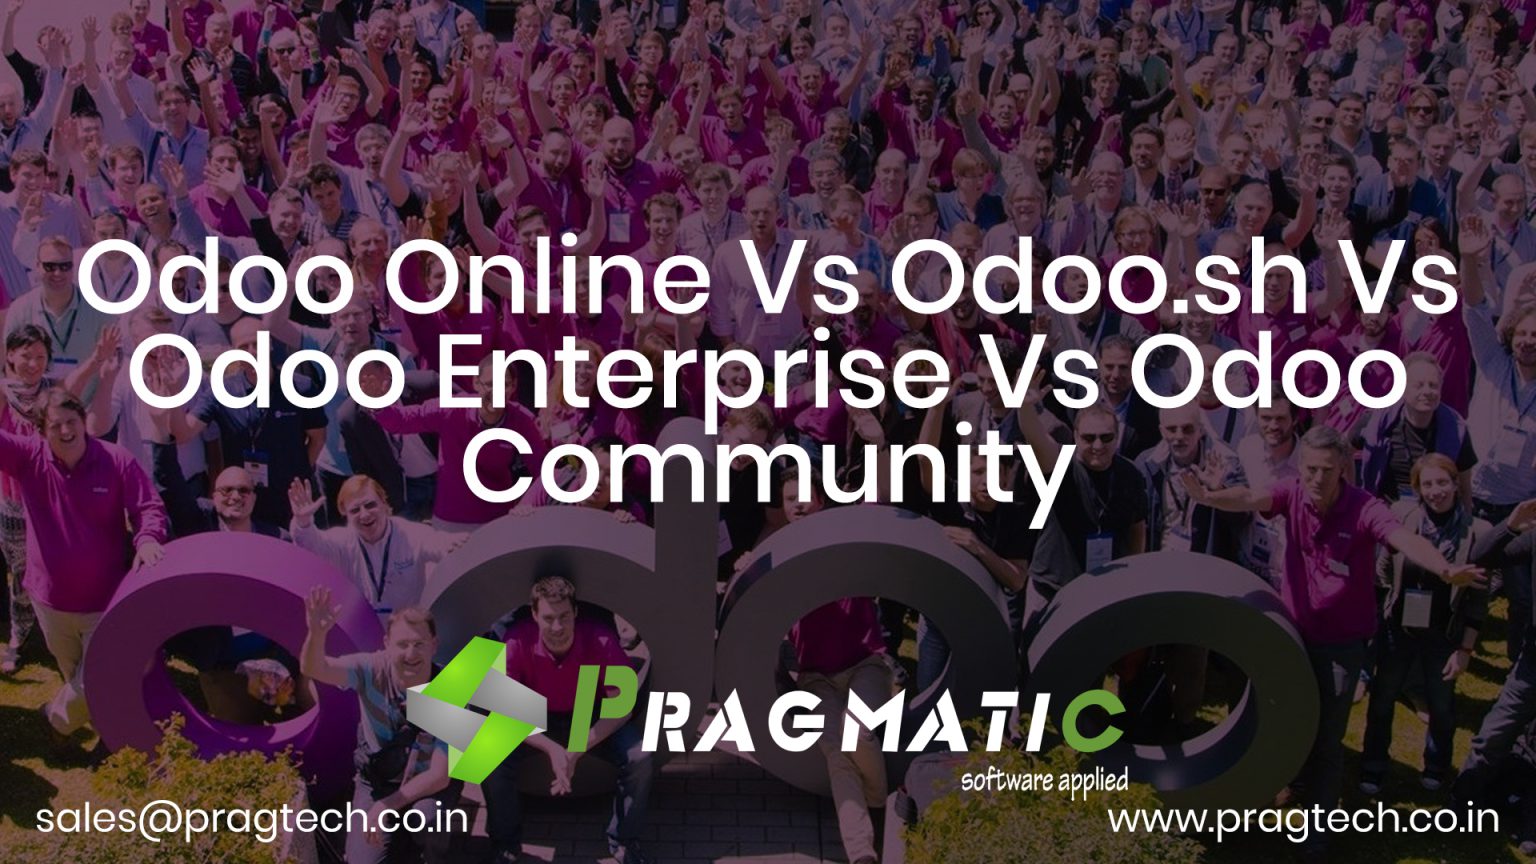 Odoo Online Vs Odoo.sh Vs
Odoo Enterprise Vs Odoo
Community
odoo
PRAGMATIC
software applied
sales@pragtech.co.in
www.pragtech.co.in